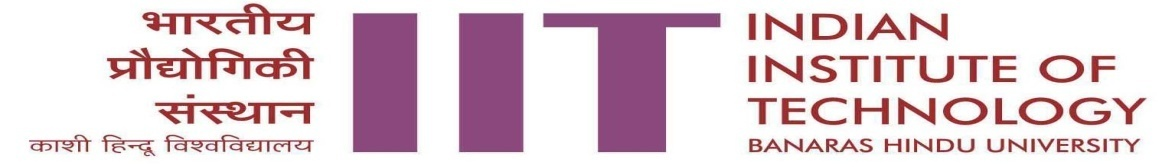 भारतीय
प्रौद्योगिकी
संस्थान
काशी हिन्दू विश्वविद्यालय
IIT
INDIAN
INSTITUTE OF
TECHNOLOGY
BANARAS HINDU UNIVERSITY